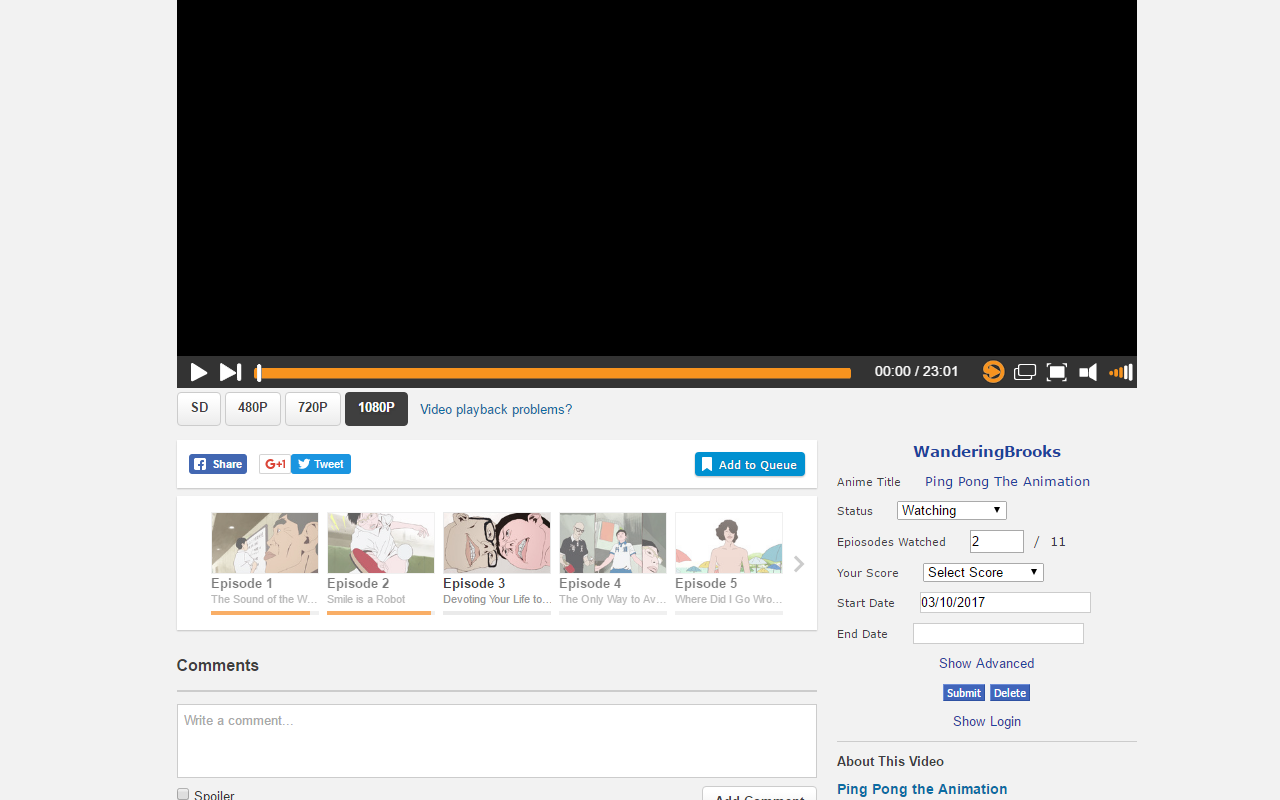 00:00 / 23:01
SD 480P 720P 1080P Video playback problems?
Share G+1 Tweet Add to Queue
Episode 1
The Sound of the W...
Episode 2
Smile is a Robot
Episode 3
Devoting Your Life to...
Episode 4
The Only Way to Av...
Episode 5
Where Did I Go Wro...
Comments
Write a comment...
Spoiler
Add Comment
WanderingBrooks
Anime Title Ping Pong The Animation
Status Watching
Epiosodes Watched 2 / 11
Your Score Select Score
Start Date 03/10/2017
End Date
Show Advanced
Submit Delete
Show Login
About This Video
Ping Pong the Animation